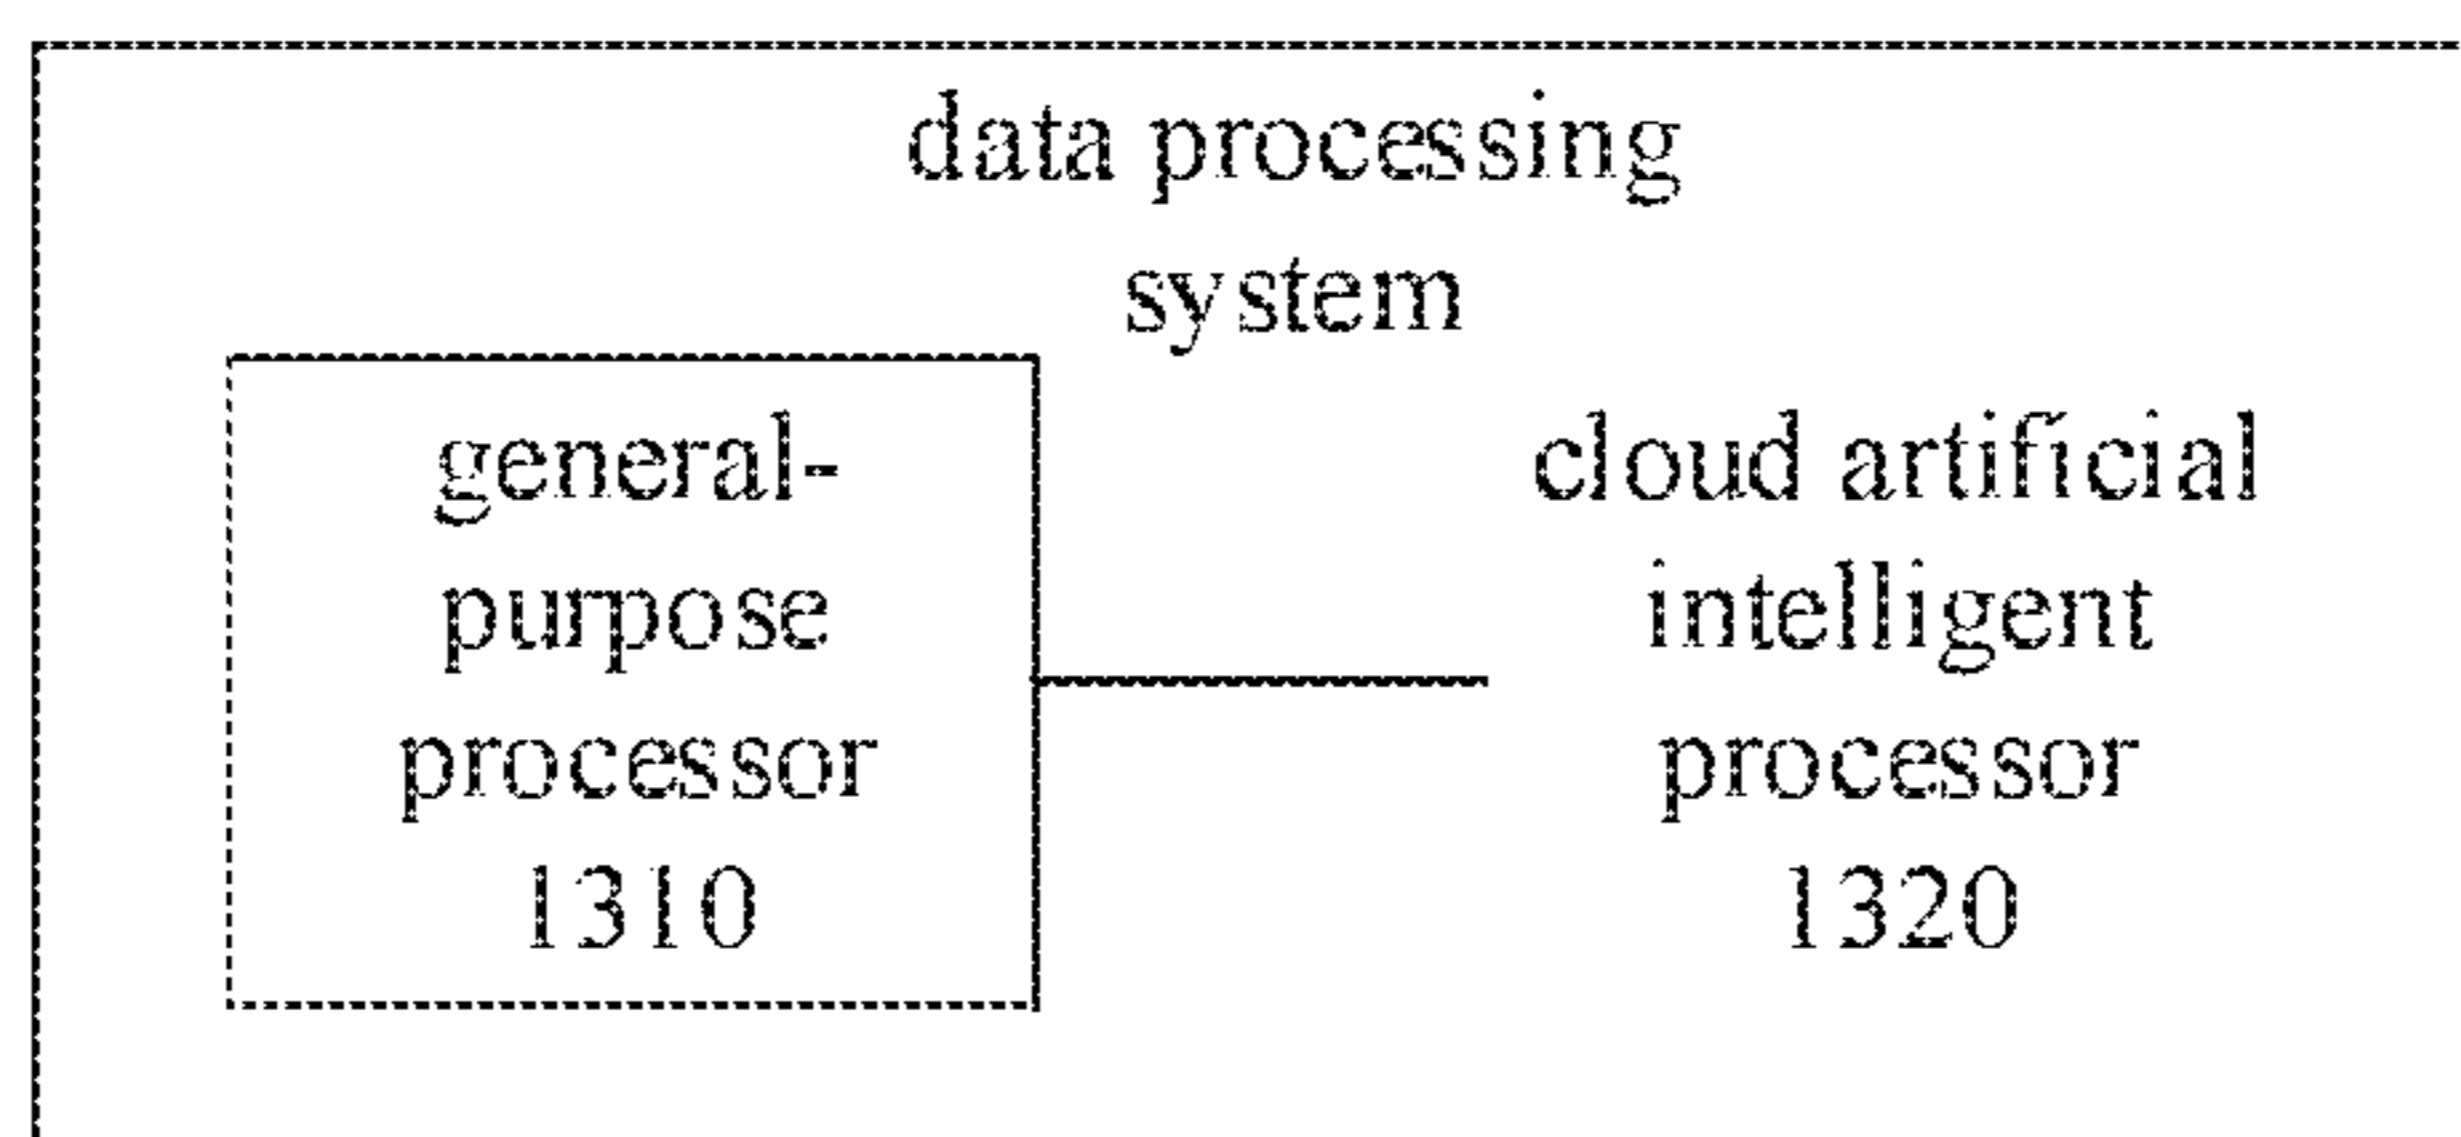 data processing
system
general-
purpose
processor
1310
cloud artificial
intelligent
processor
1320